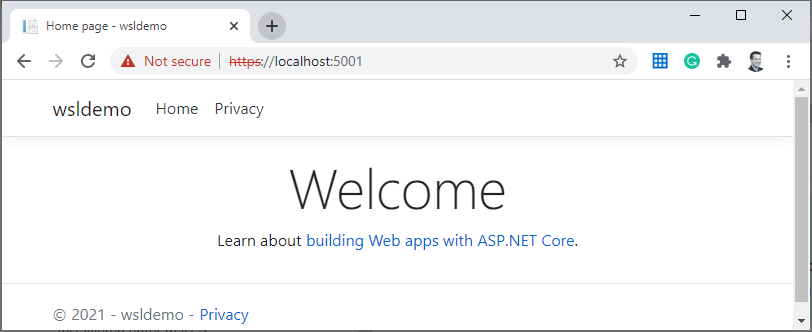 Home page - wsldemo
Not secure | https://localhost:5001
wsldemo Home Privacy
Welcome
Learn about building Web apps with ASP.NET Core.
© 2021 - wsldemo - Privacy